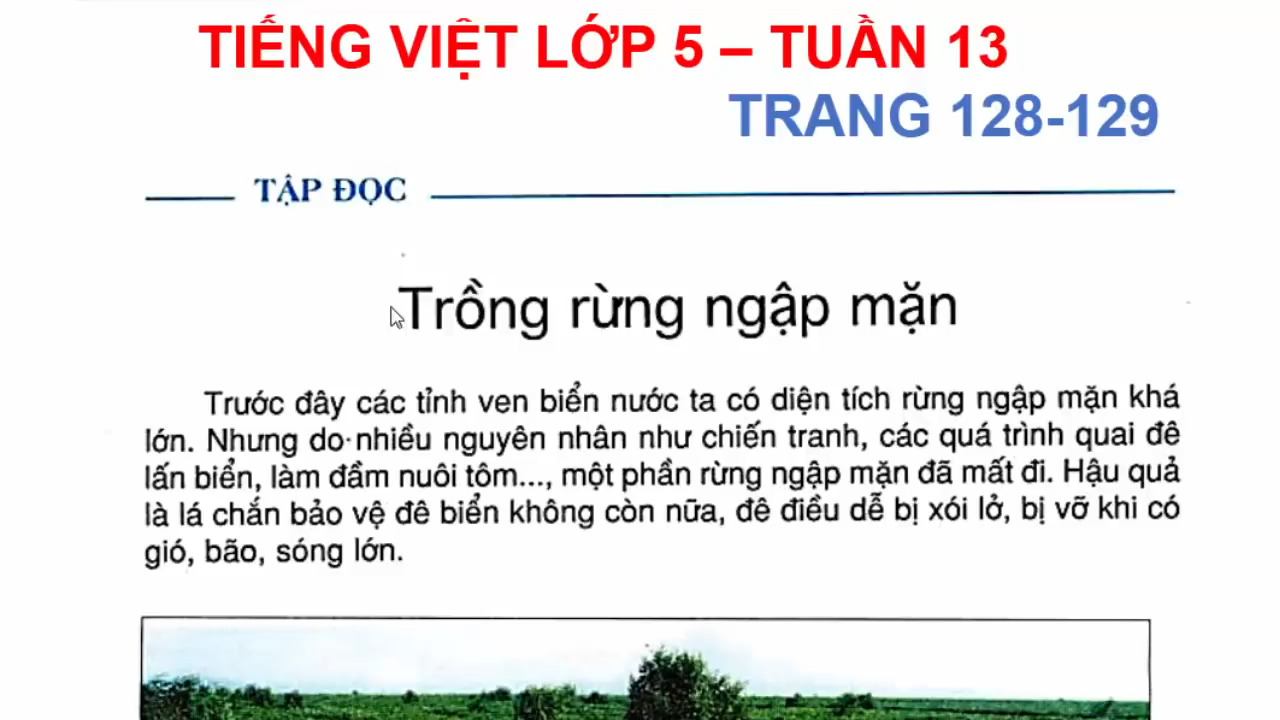 TIẾNG VIỆT LỚP 5 – TUẦN 13
TRANG 128-129
TẬP ĐỌC
Trồng rừng ngập mặn
Trước đây các tỉnh ven biển nước ta có diện tích rừng ngập mặn khá
lớn. Nhưng do nhiều nguyên nhân như chiến tranh, các quá trình quai đê
lấn biển, làm đầm nuôi tôm..., một phần rừng ngập mặn đã mất đi. Hậu quả
là lá chắn bảo vệ đê biển không còn nữa, đê điều dễ bị xói lở, bị vỡ khi có
gió, bão, sóng lớn.